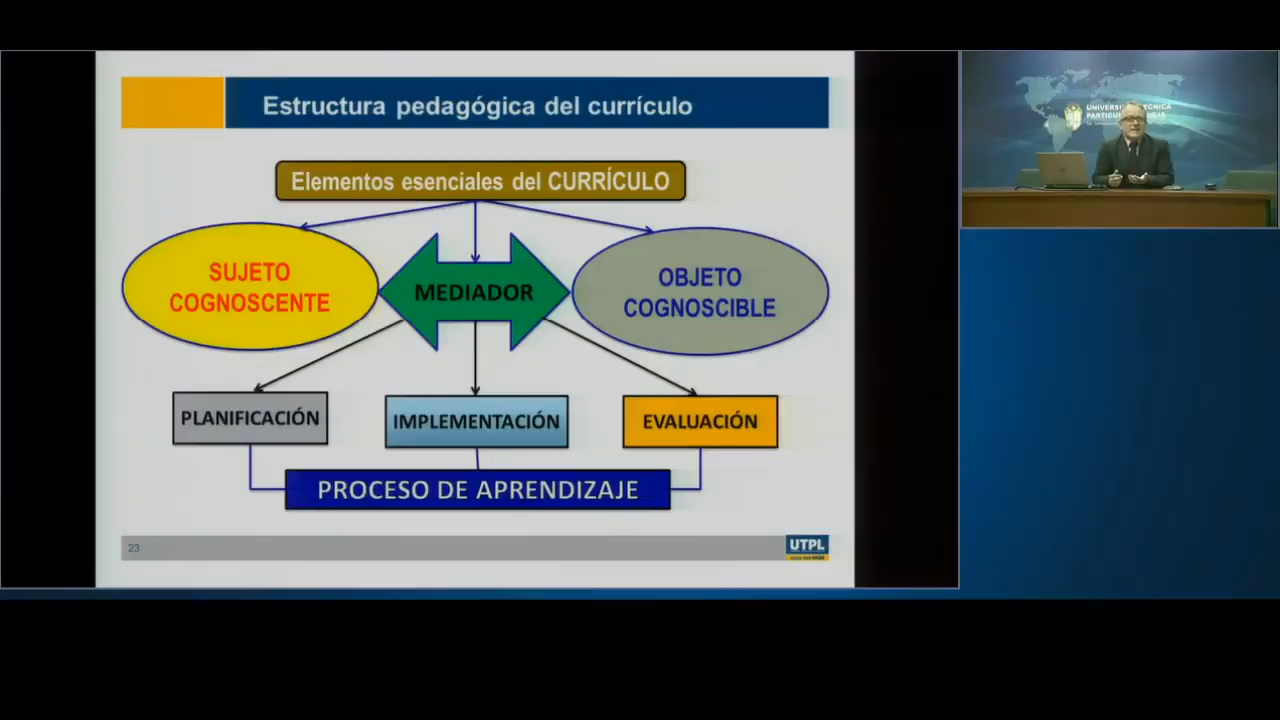 Estructura pedagógica del currículo
Elementos esenciales del CURRÍCULO
SUJETO
COGNOSCENTE
MEDIADOR
OBJETO
COGNOSCIBLE
PLANIFICACIÓN
IMPLEMENTACIÓN
EVALUACIÓN
PROCESO DE APRENDIZAJE
23
UTPL